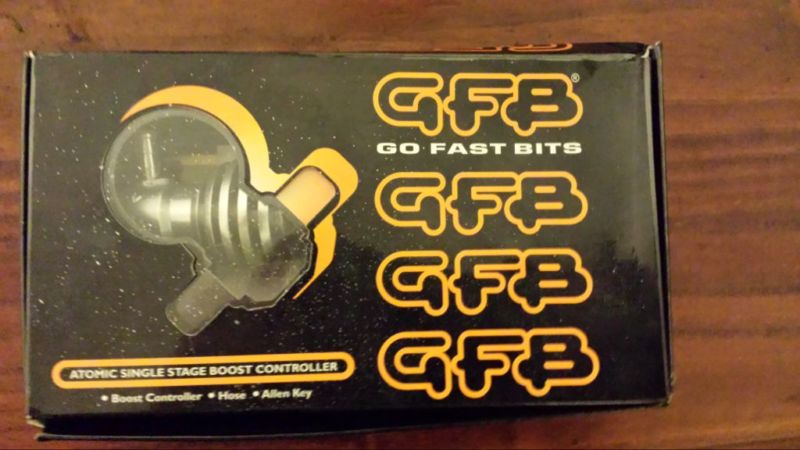 GFB®
GO FAST BITS
GFB
GFB
GFB
ATOMIC SINGLE STAGE BOOST CONTROLLER
• Boost Controller • Hose • Allen Key